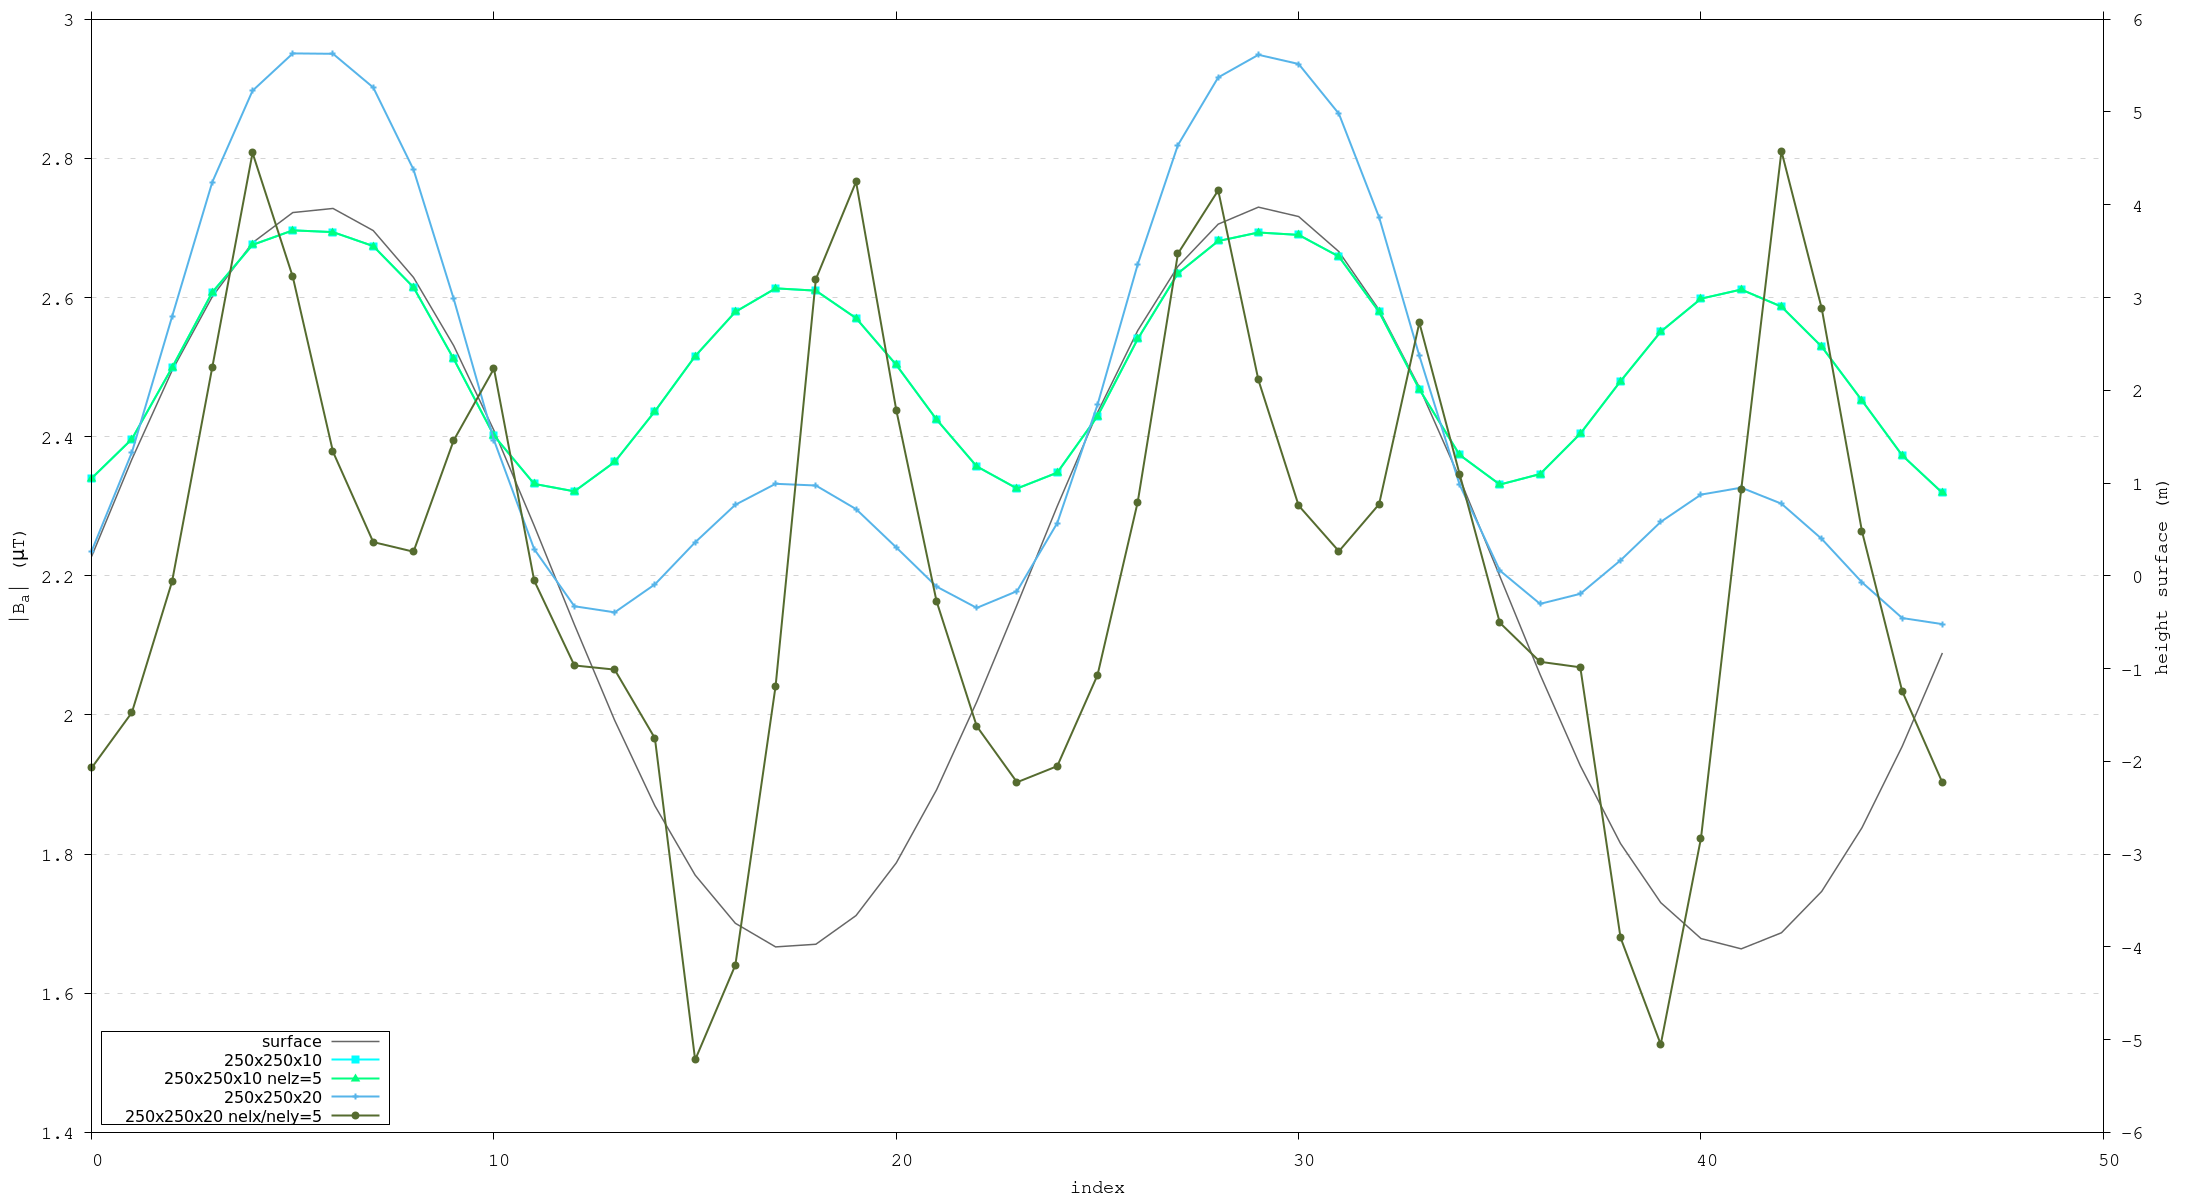 3
2.8
2.6
2.4
2.2
2
1.8
1.6
1.4
|Ba| (μT)
6
5
4
3
2
1
0
−1
−2
−3
−4
−5
−6
height surface (m)
surface
250x250x10
250x250x10 nelz=5
250x250x20
250x250x20 nelx/nely=5
0 10 20 30 40 50
index